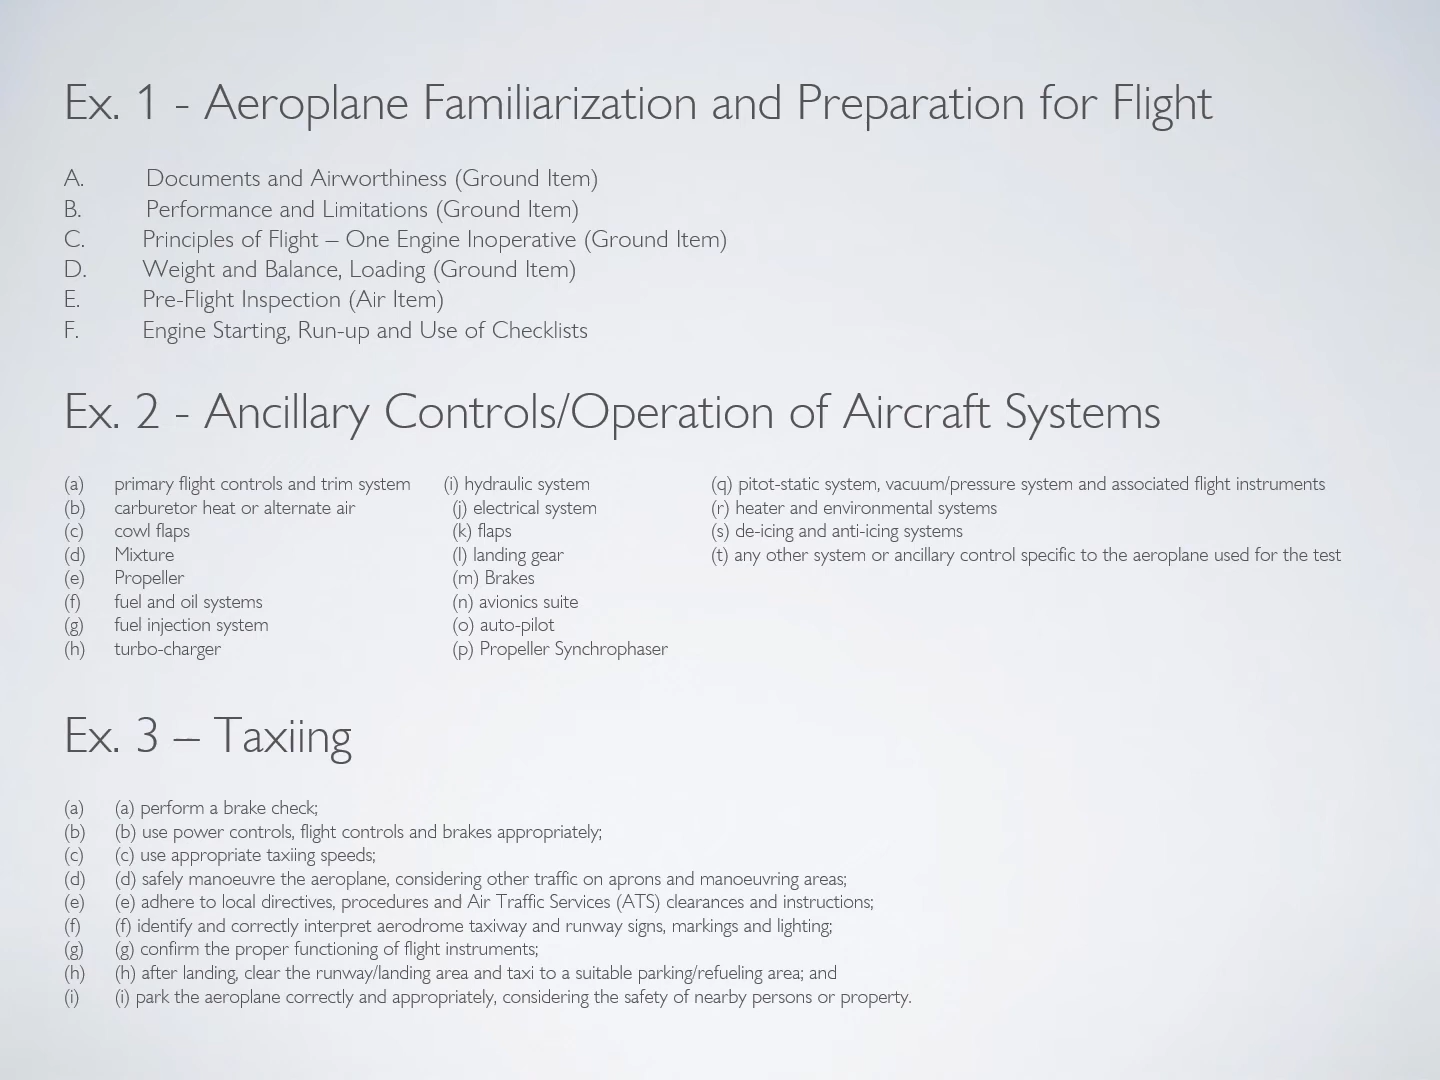 Ex. 1 - Aeroplane Familiarization and Preparation for Flight
A. Documents and Airworthiness (Ground Item)
B. Performance and Limitations (Ground Item)
C. Principles of Flight – One Engine Inoperative (Ground Item)
D. Weight and Balance, Loading (Ground Item)
E. Pre-Flight Inspection (Air Item)
F. Engine Starting, Run-up and Use of Checklists
Ex. 2 - Ancillary Controls/Operation of Aircraft Systems
(a) primary flight controls and trim system
(b) carburetor heat or alternate air
(c) cowl flaps
(d) Mixture
(e) Propeller
(f) fuel and oil systems
(g) fuel injection system
(h) turbo-charger
(i) hydraulic system
(j) electrical system
(k) flaps
(l) landing gear
(m) Brakes
(n) avionics suite
(o) auto-pilot
(p) Propeller Synchrophaser
(q) pitot-static system, vacuum/pressure system and associated flight instruments
(r) heater and environmental systems
(s) de-icing and anti-icing systems
(t) any other system or ancillary control specific to the aeroplane used for the test
Ex. 3 – Taxiing
(a) (a) perform a brake check;
(b) (b) use power controls, flight controls and brakes appropriately;
(c) (c) use appropriate taxiing speeds;
(d) (d) safely manoeuvre the aeroplane, considering other traffic on aprons and manoeuvring areas;
(e) (e) adhere to local directives, procedures and Air Traffic Services (ATS) clearances and instructions;
(f) (f) identify and correctly interpret aerodrome taxiway and runway signs, markings and lighting;
(g) (g) confirm the proper functioning of flight instruments;
(h) (h) after landing, clear the runway/landing area and taxi to a suitable parking/refueling area; and
(i) (i) park the aeroplane correctly and appropriately, considering the safety of nearby persons or property.